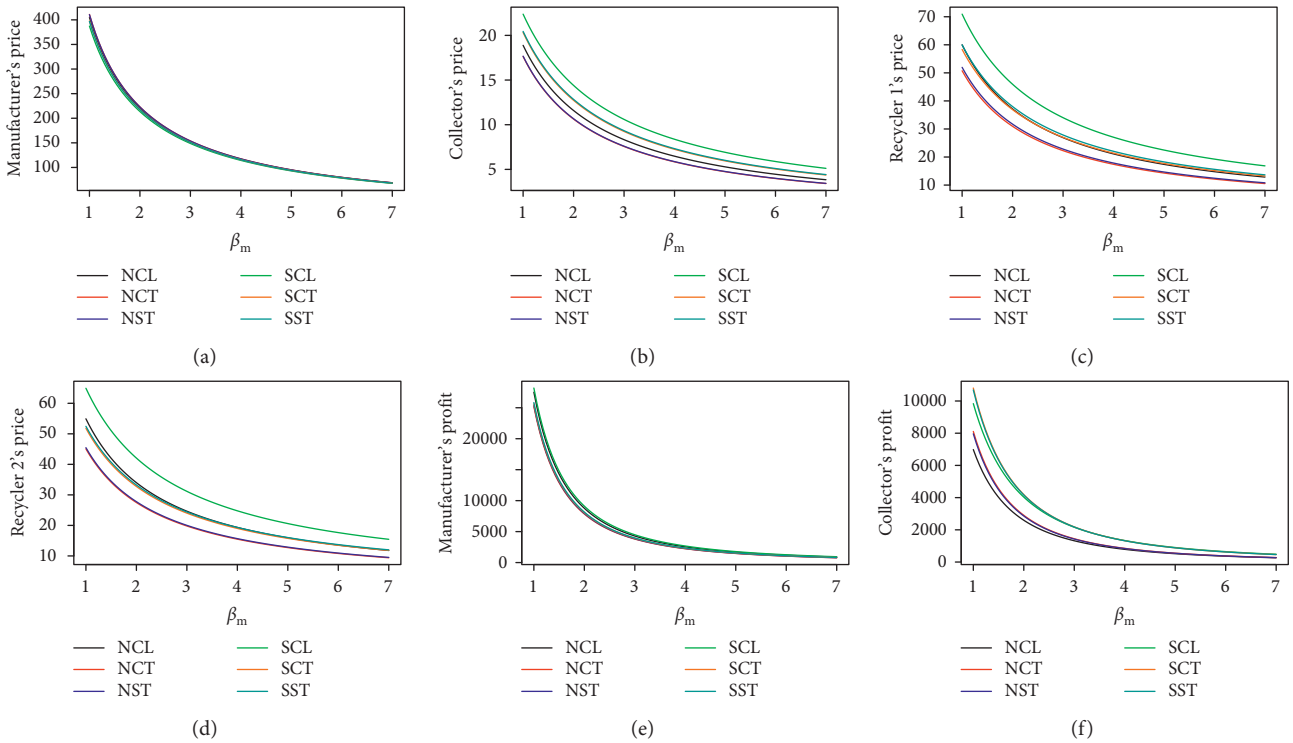 Manufacturer's price
400
350
300
250
200
150
100
1 2 3 4 5 6 7
βm
NCL SCL
NCT SCT
NST SST
(a)
Collector's price
20
15
10
5
1 2 3 4 5 6 7
βm
NCL SCL
NCT SCT
NST SST
(b)
Recycler 1's price
70
60
50
40
30
20
10
1 2 3 4 5 6 7
βm
NCL SCL
NCT SCT
NST SST
(c)
Recycler 2's price
60
50
40
30
20
10
1 2 3 4 5 6 7
βm
NCL SCL
NCT SCT
NST SST
(d)
Manufacturer's profit
20000
10000
5000
0
1 2 3 4 5 6 7
βm
NCL SCL
NCT SCT
NST SST
(e)
Collector's profit
10000
8000
6000
4000
2000
0
1 2 3 4 5 6 7
βm
NCL SCL
NCT SCT
NST SST
(f)